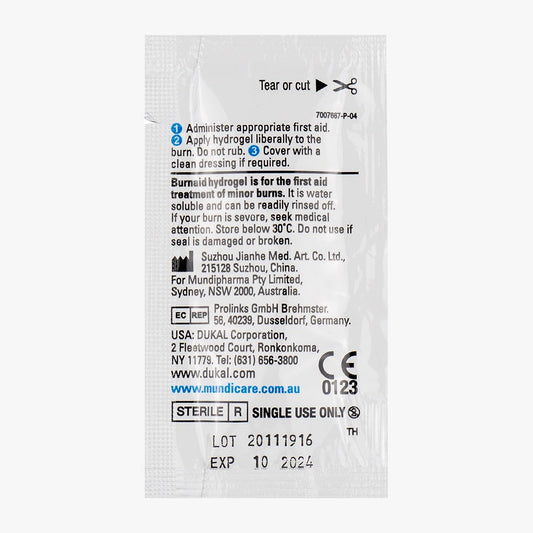 Tear or cut
7007667-P-04
1 Administer appropriate first aid.
2 Apply hydrogel liberally to the
burn. Do not rub. 3 Cover with a
clean dressing if required.
Burnaid hydrogel is for the first aid
treatment of minor burns. It is water
soluble and can be readily rinsed off.
If your burn is severe, seek medical
attention. Store below 30°C. Do not use if
seal is damaged or broken.
Suzhou Jianhe Med. Art. Co. Ltd.,
215128 Suzhou, China.
For Mundipharma Pty Limited,
Sydney, NSW 2000, Australia.
EC REP Prolinks GmbH Brehmster.
56, 40239, Dusseldorf, Germany.
USA: DUKAL Corporation,
2 Fleetwood Court, Ronkonkoma,
NY 11779. Tel: (631) 656-3800
www.dukal.com
www.mundicare.com.au
CE
0123
STERILE R SINGLE USE ONLY 2
TH
LOT 20111916
EXP 10 2024